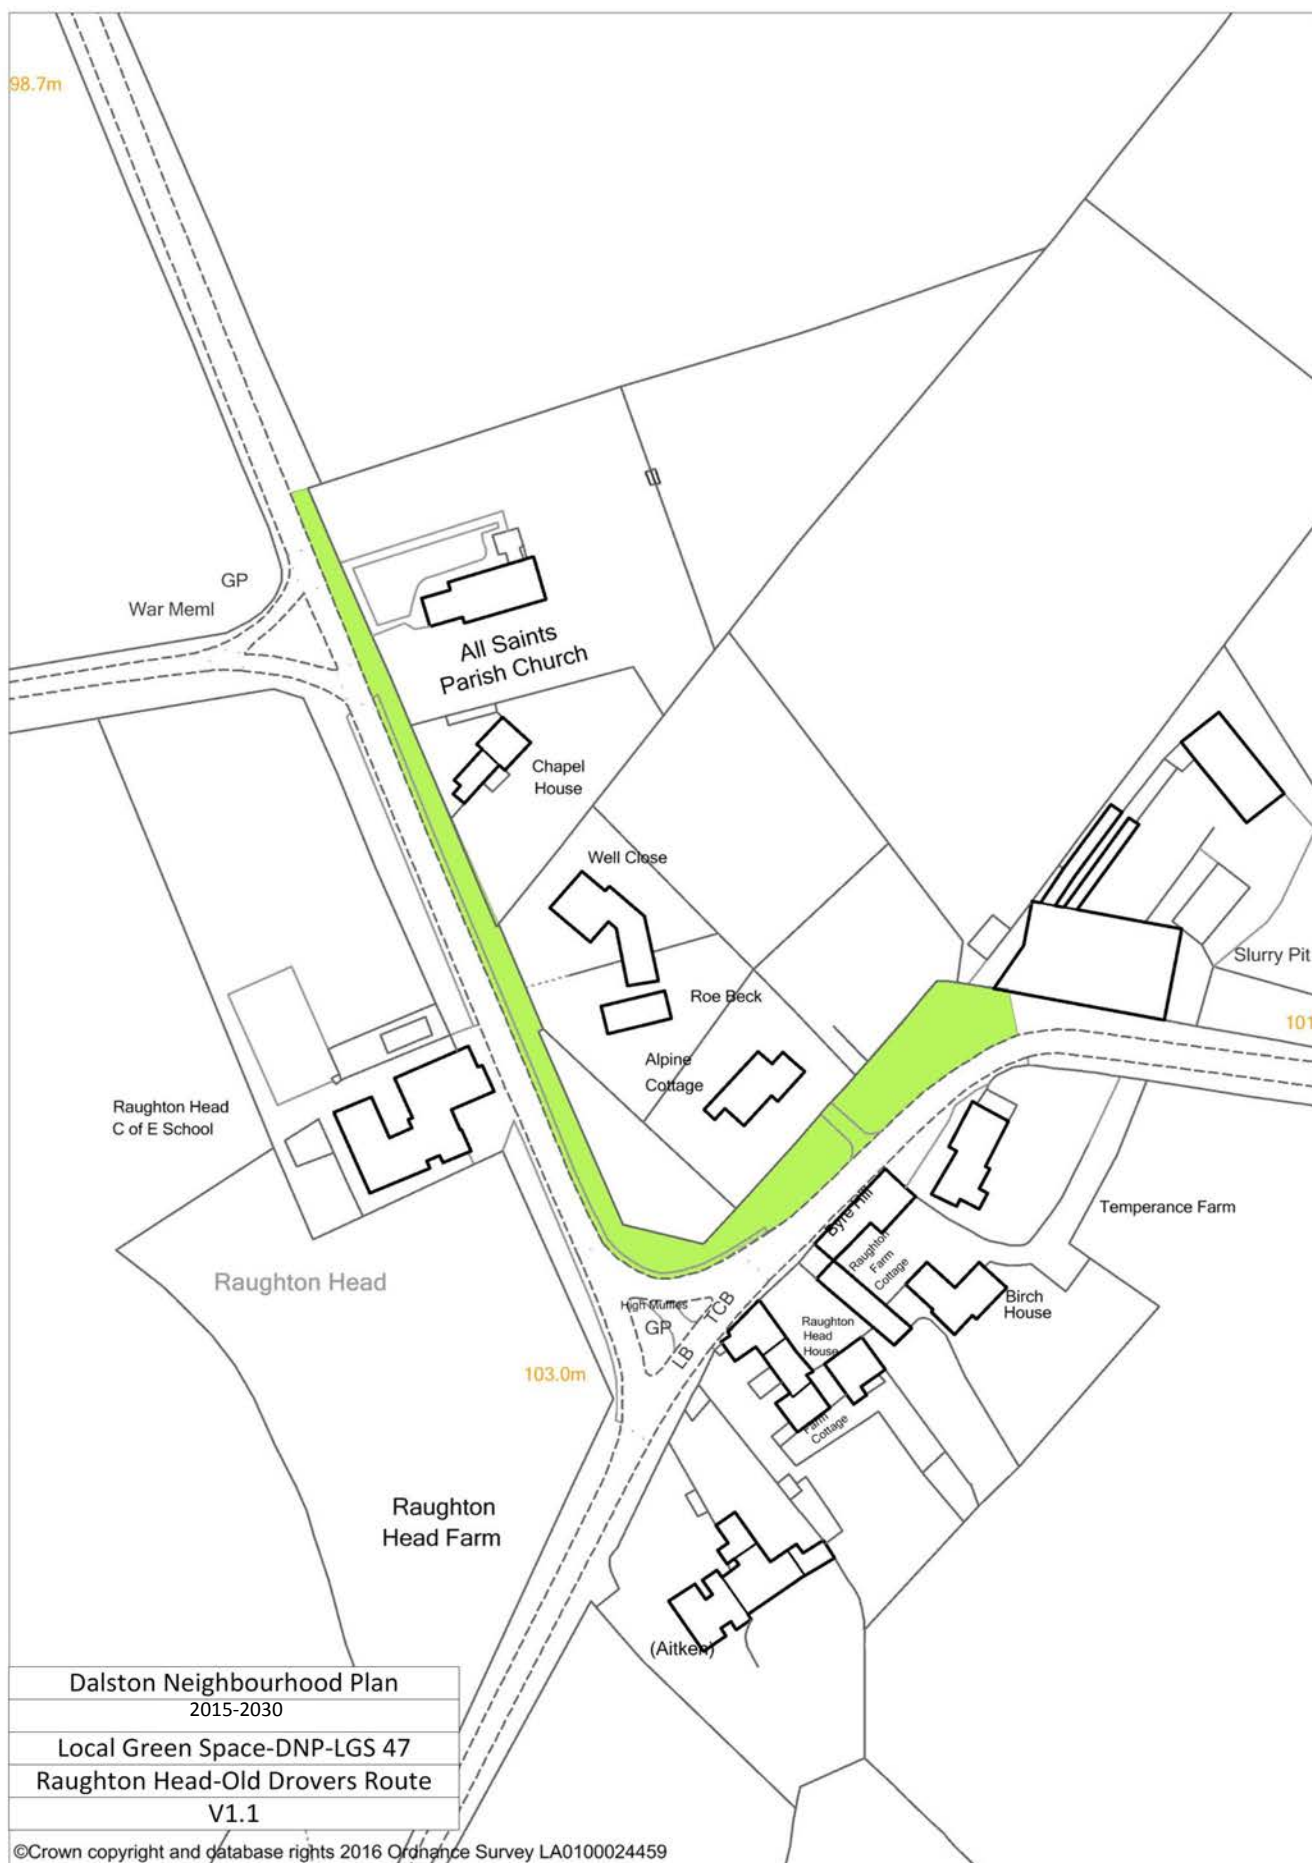 98.7m
GP
War Meml
All Saints
Parish Church
Chapel
House
Well Close
Slurry Pit
Roe Beck
101
Alpine
Cottage
Raughton Head
C of E School
Temperance Farm
Byre Hill
Raughton
Farm
Cottage
Raughton Head
Birch
House
High Muffles
TCB
GP
LB
Raughton
Head
House
103.0m
Farm
Cottage
Raughton
Head Farm
(Aitken)
Dalston Neighbourhood Plan
2015-2030
Local Green Space-DNP-LGS 47
Raughton Head-Old Drovers Route
V1.1
©Crown copyright and database rights 2016 Ordnance Survey LA0100024459